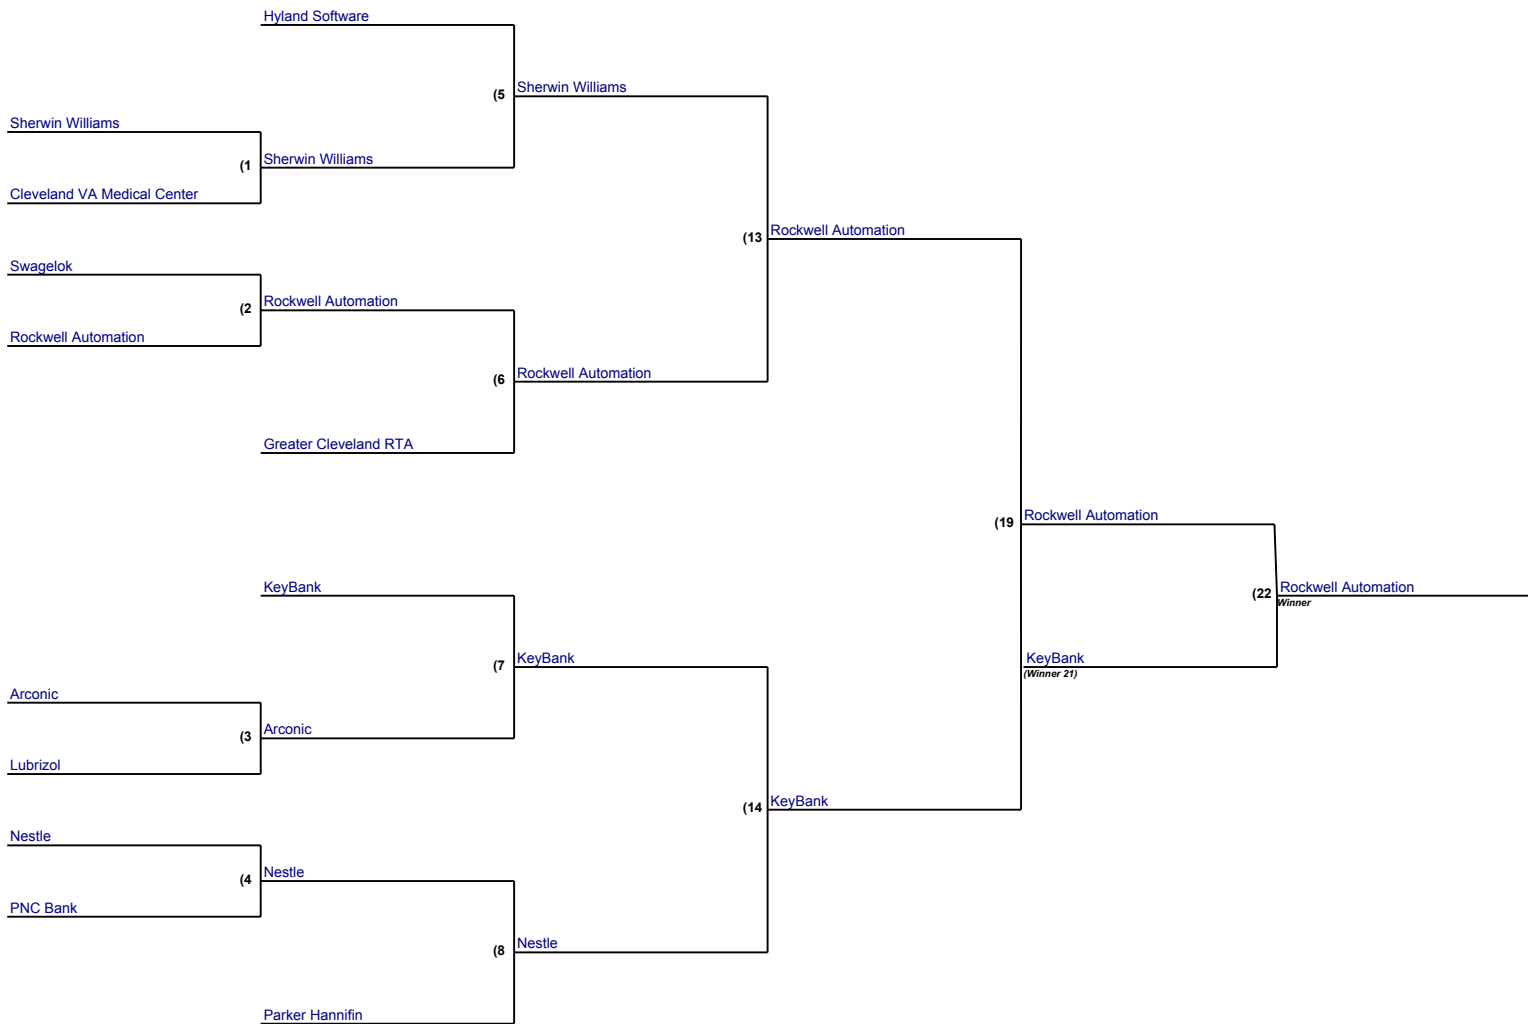 Hyland Software
(5 Sherwin Williams
Sherwin Williams
(1 Sherwin Williams
Cleveland VA Medical Center
(13 Rockwell Automation
Swagelok
(2 Rockwell Automation
Rockwell Automation
(6 Rockwell Automation
Greater Cleveland RTA
(19 Rockwell Automation
KeyBank
(22 Rockwell Automation
Winner
(7 KeyBank
KeyBank
(Winner 21)
Arconic
(3 Arconic
Lubrizol
(14 KeyBank
Nestle
(4 Nestle
PNC Bank
(8 Nestle
Parker Hannifin